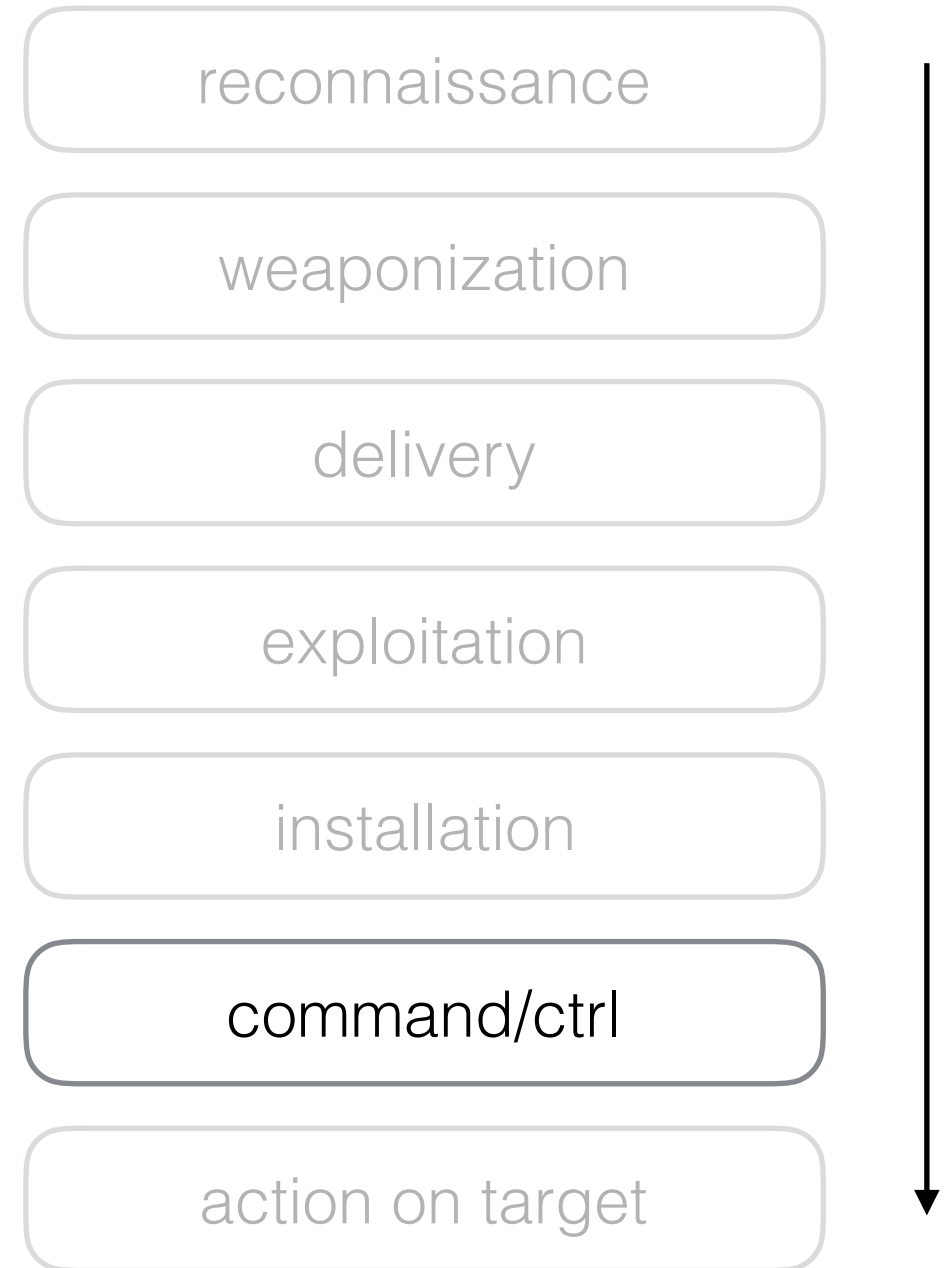 reconnaissance
weaponization
delivery
exploitation
installation
command/ctrl
action on target